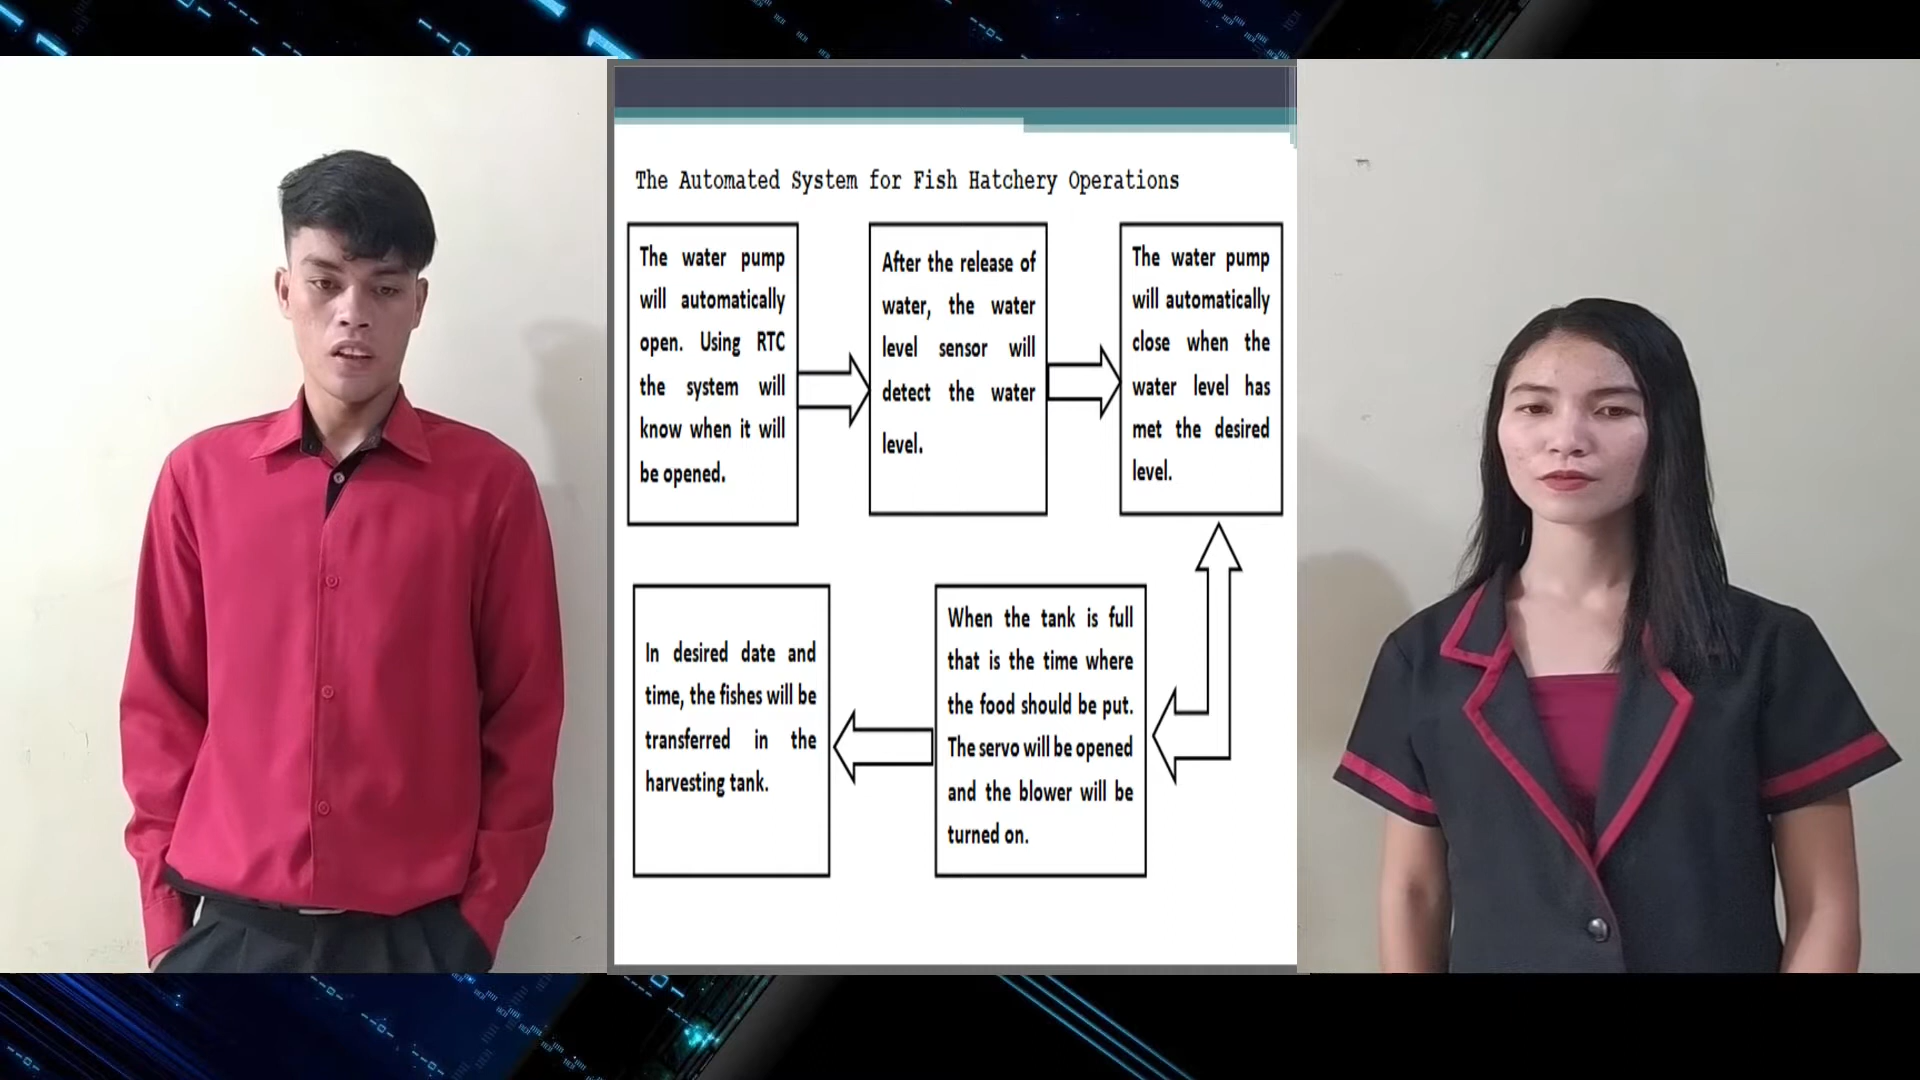 The Automated System for Fish Hatchery Operations
The water pump
will automatically
open. Using RTC
the system will
know when it will
be opened.
After the release of
water, the water
level sensor will
detect the water
level.
The water pump
will automatically
close when the
water level has
met the desired
level.
When the tank is full
that is the time where
the food should be put.
The servo will be opened
and the blower will be
turned on.
In desired date and
time, the fishes will be
transferred in the
harvesting tank.